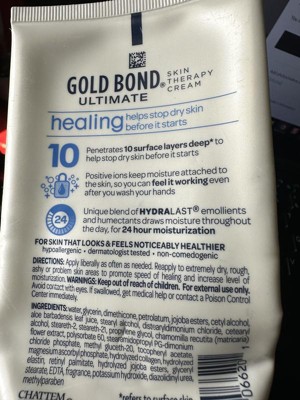 GOLD BOND®
SKIN
THERAPY
CREAM
ULTIMATE
healing helps stop dry skin
before it starts
10
Penetrates 10 surface layers deep* to
help stop dry skin before it starts
Positive ions keep moisture attached to
the skin, so you can feel it working even
after you wash your hands
24
Unique blend of HYDRALAST® emollients
and humectants draws moisture throughout
the day, for 24 hour moisturization
FOR SKIN THAT LOOKS & FEELS NOTICEABLY HEALTHIER
hypoallergenic • dermatologist tested • non-comedogenic
DIRECTIONS: Apply liberally as often as needed. Reapply to extremely dry, rough,
ashy or problem skin areas to promote speed of healing and increase level of
moisturization. WARNINGS: Keep out of reach of children. For external use only.
Avoid contact with eyes. If swallowed, get medical help or contact a Poison Control
Center immediately.
INGREDIENTS: water, glycerin, dimethicone, petrolatum, jojoba esters, cetyl alcohol,
aloe barbadensis leaf juice, stearyl alcohol, distearyldimonium chloride, cetearyl
alcohol, steareth-2, steareth-21, propylene glycol, chamomilla recutita (matricaria)
flower extract, polysorbate 60, stearamidopropyl PG-dimonium
chloride phosphate, methyl gluceth-20, tocopheryl acetate,
magnesium ascorbyl phosphate, hydrolyzed collagen, hydrolyzed
elastin, retinyl palmitate, hydrolyzed jojoba esters, glyceryl
stearate, EDTA, fragrance, potassium hydroxide, diazolidinyl urea,
methylparaben
CHATTEM
*refers to surface skin